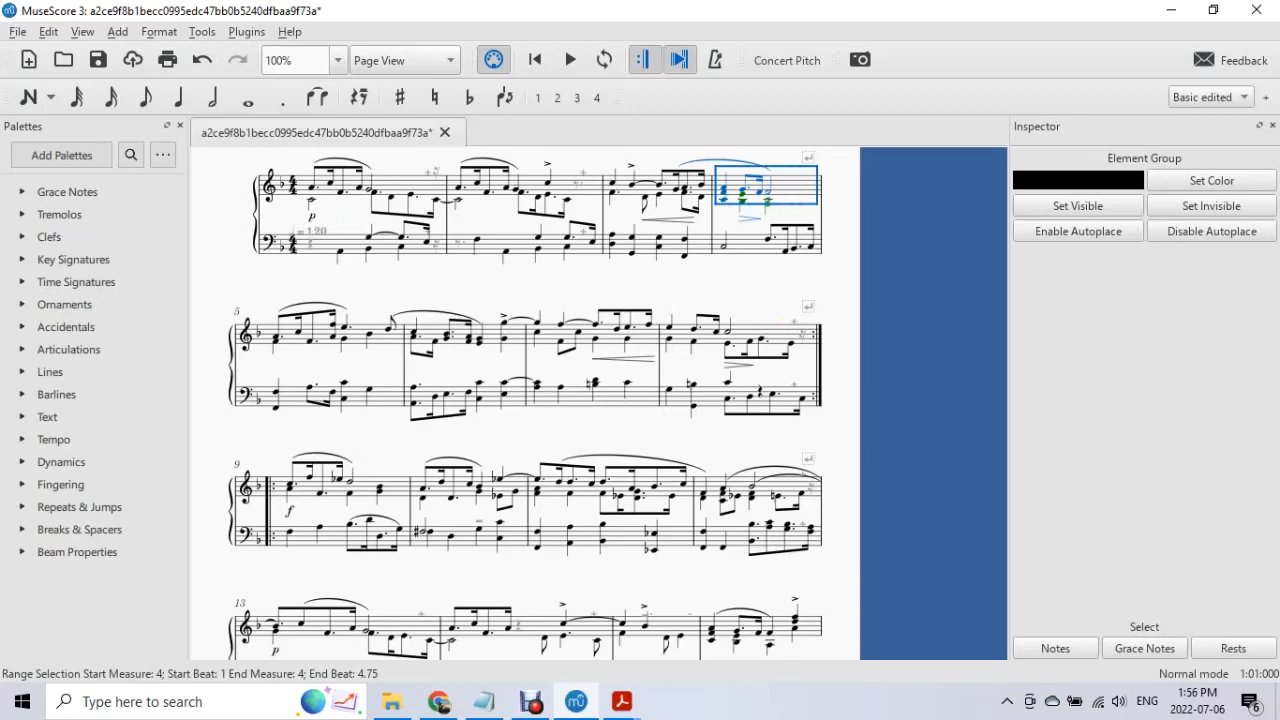 MuseScore 3: a2ce9f8b1becc0995edc47bb0b5240dfbaa9f73a*
File Edit View Add Format Tools Plugins Help
100% Page View Concert Pitch Feedback
1 2 3 4 Basic edited
Palettes
a2ce9f8b1becc0995edc47bb0b5240dfbaa9f73a*
Inspector
Add Palettes
Element Group
Set Color
Set Visible Set Invisible
Enable Autoplace Disable Autoplace
Grace Notes
Tremolos
Clefs
Key Signatures
Time Signatures
Ornaments
Accidentals
Articulations
Lines
Barlines
Text
Tempo
Dynamics
Fingering
Repeats & Jumps
Breaks & Spacers
Beam Properties
p
= 120
5
9
f
13
p
Select
Notes Grace Notes Rests
Range Selection Start Measure: 4; Start Beat: 1 End Measure: 4; End Beat: 4.75
Normal mode 1:01:000
Type here to search
ENG
1:56 PM
2022-07-06
6